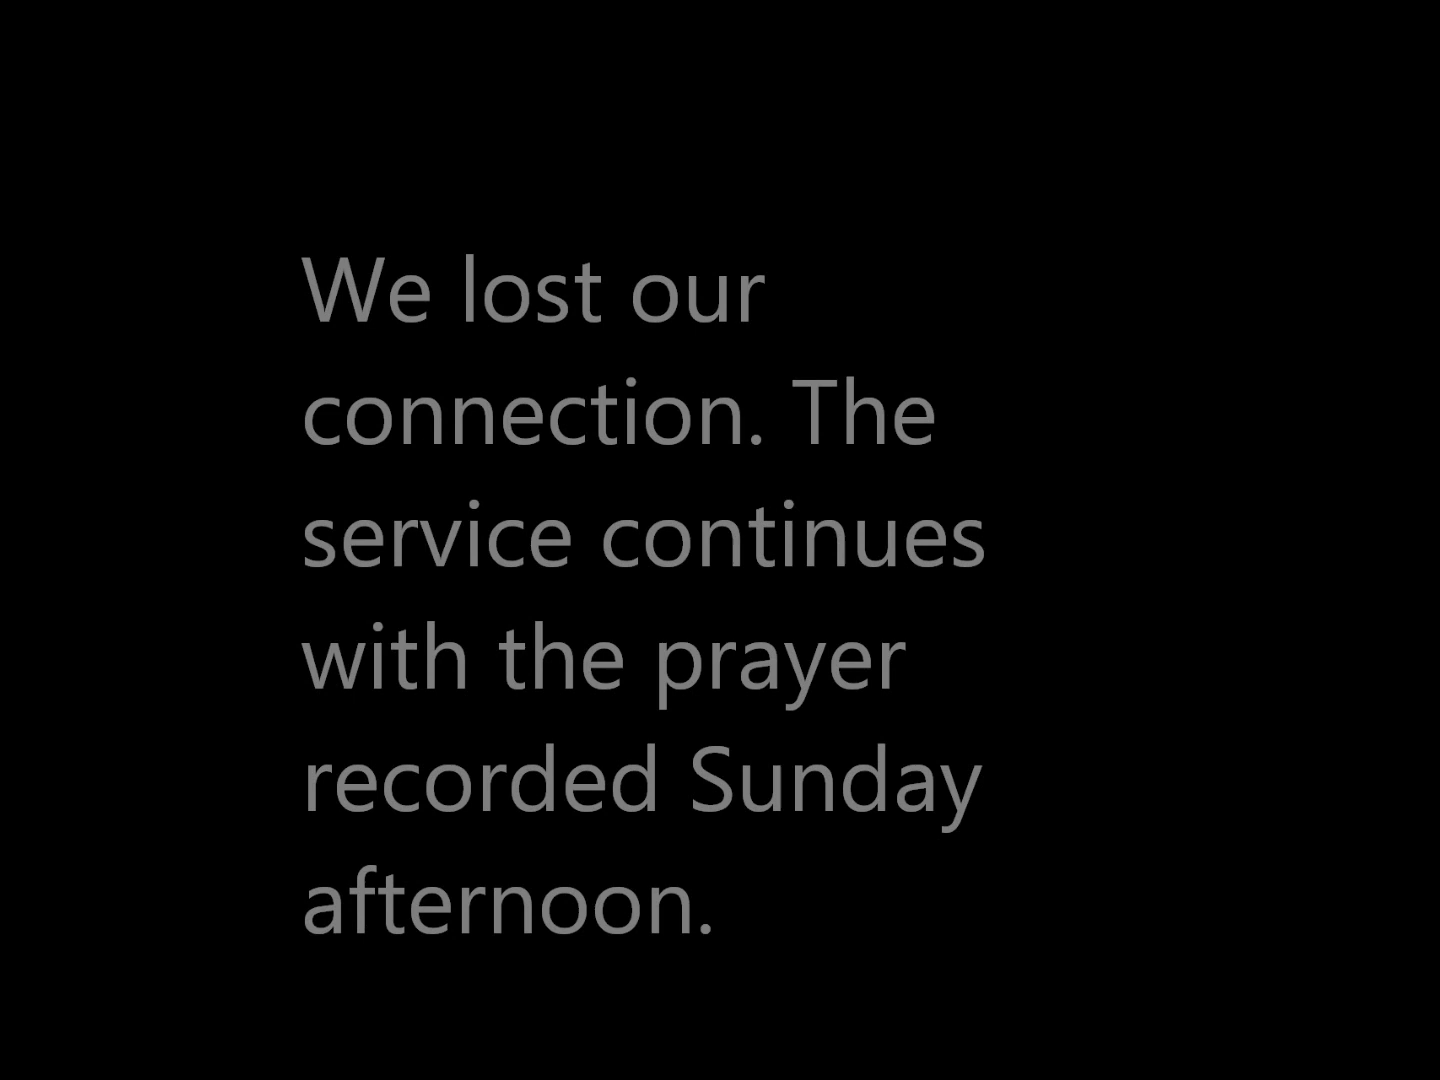 We lost our
connection. The
service continues
with the prayer
recorded Sunday
afternoon.